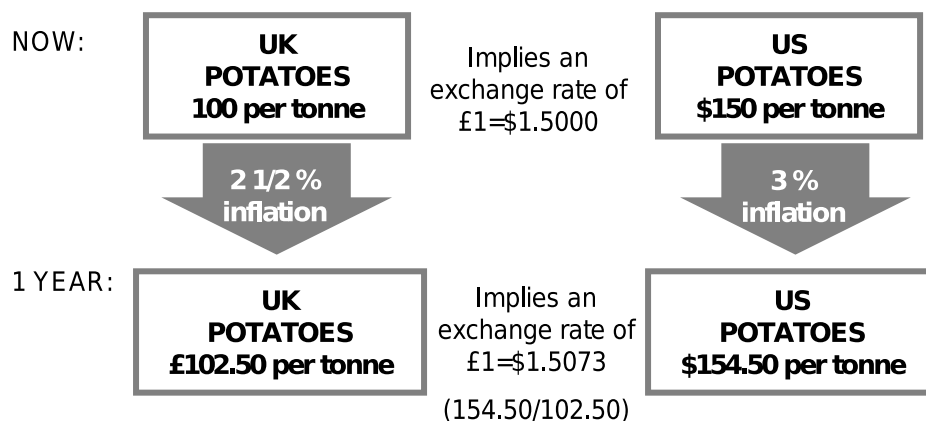 NOW:
UK
POTATOES
100 per tonne
Implies an
exchange rate of
£1=$1.5000
US
POTATOES
$150 per tonne
2 1/2 %
inflation
3 %
inflation
1 YEAR:
UK
POTATOES
£102.50 per tonne
Implies an
exchange rate of
£1=$1.5073
(154.50/102.50)
US
POTATOES
$154.50 per tonne